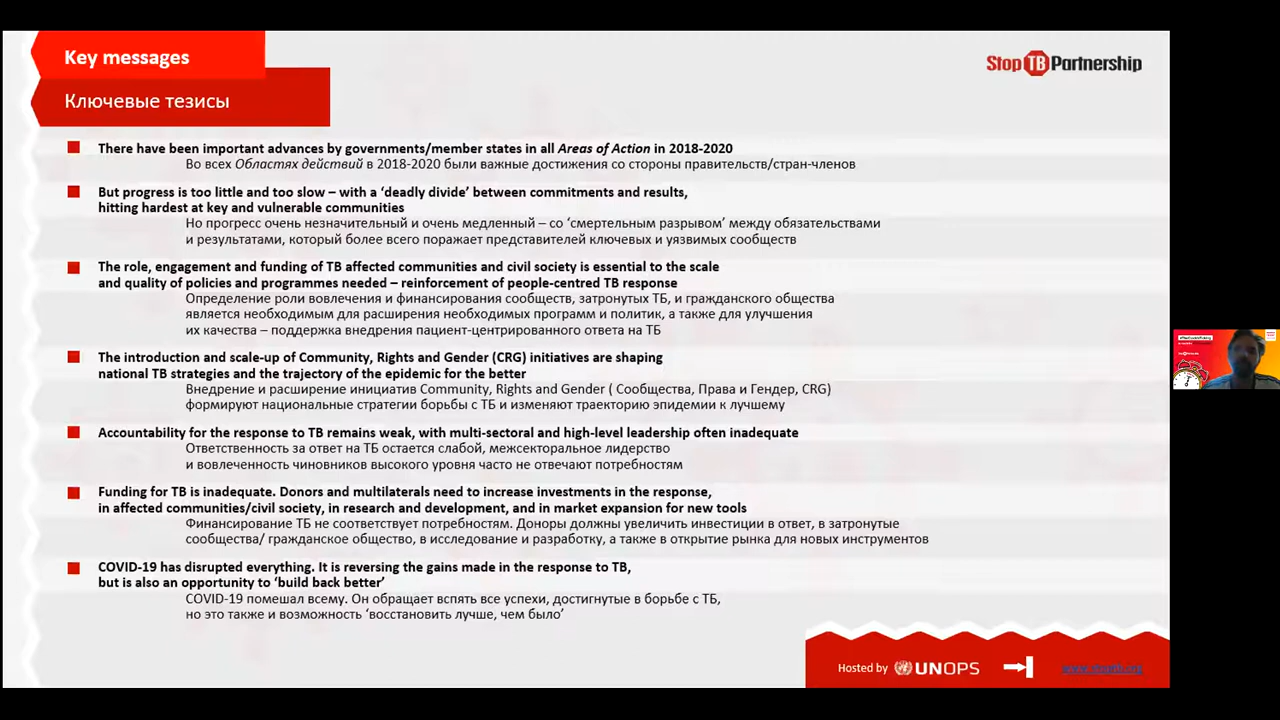 Key messages
Ключевые тезисы
Stop TB Partnership
There have been important advances by governments/member states in all Areas of Action in 2018-2020
Во всех Областях действий в 2018-2020 были важные достижения со стороны правительств/стран-членов
But progress is too little and too slow – with a ‘deadly divide’ between commitments and results,
hitting hardest at key and vulnerable communities
Но прогресс очень незначительный и очень медленный – со ‘смертельным разрывом’ между обязательствами
и результатами, который более всего поражает представителей ключевых и уязвимых сообществ
The role, engagement and funding of TB affected communities and civil society is essential to the scale
and quality of policies and programmes needed – reinforcement of people-centred TB response
Определение роли вовлечения и финансирования сообществ, затронутых ТБ, и гражданского общества
является необходимым для расширения необходимых программ и политик, а также для улучшения
их качества – поддержка внедрения пациент-центрированного ответа на ТБ
The introduction and scale-up of Community, Rights and Gender (CRG) initiatives are shaping
national TB strategies and the trajectory of the epidemic for the better
Внедрение и расширение инициатив Community, Rights and Gender ( Сообщества, Права и Гендер, CRG)
формируют национальные стратегии борьбы с ТБ и изменяют траекторию эпидемии к лучшему
Accountability for the response to TB remains weak, with multi-sectoral and high-level leadership often inadequate
Ответственность за ответ на ТБ остается слабой, межсекторальное лидерство
и вовлеченность чиновников высокого уровня часто не отвечают потребностям
Funding for TB is inadequate. Donors and multilaterals need to increase investments in the response,
in affected communities/civil society, in research and development, and in market expansion for new tools
Финансирование ТБ не соответствует потребностям. Доноры должны увеличить инвестиции в ответ, в затронутые
сообщества/ гражданское общество, в исследование и разработку, а также в открытие рынка для новых инструментов
COVID-19 has disrupted everything. It is reversing the gains made in the response to TB,
but is also an opportunity to ‘build back better’
COVID-19 помешал всему. Он обращает вспять все успехи, достигнутые в борьбе с ТБ,
но это также и возможность ‘восстановить лучше, чем было’
Hosted by UNOPS